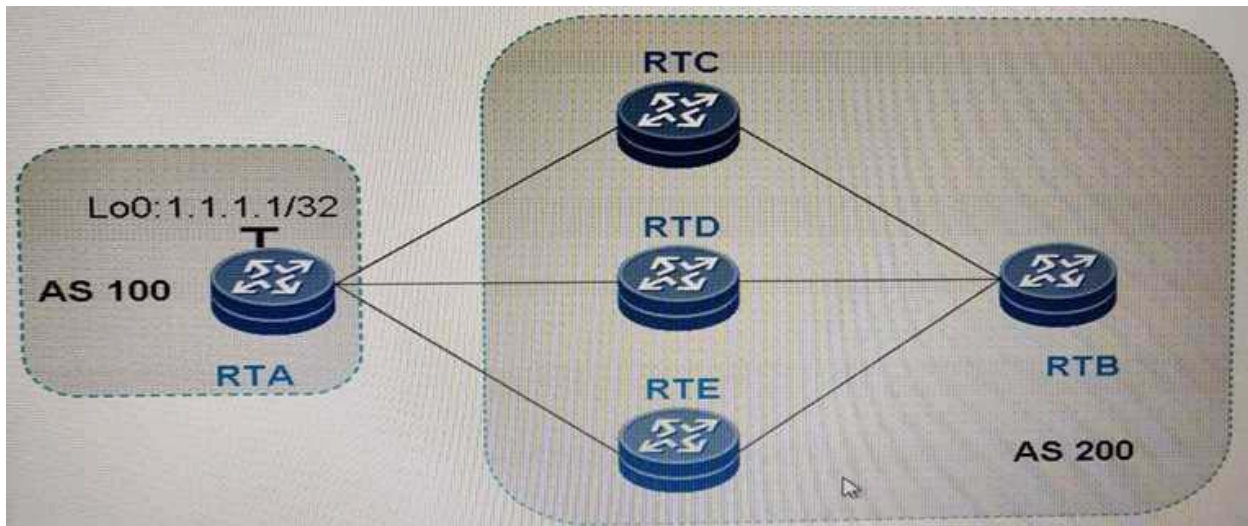 RTC
Lo0:1.1.1.1/32
RTD
AS 100
RTA
RTB
RTE
AS 200